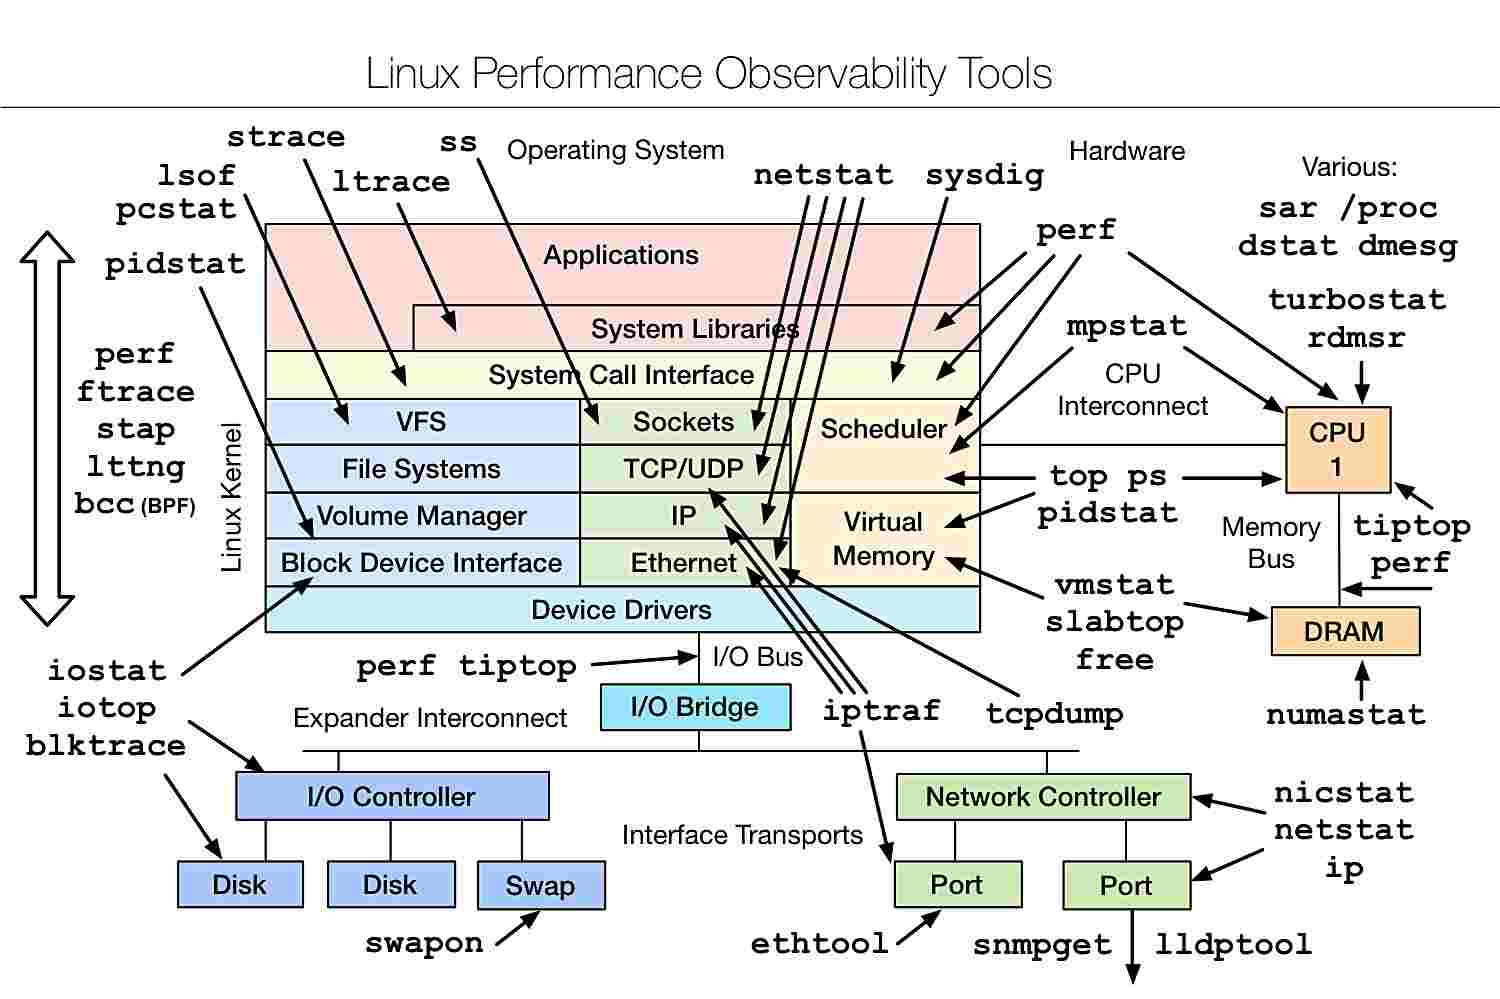 Linux Performance Observability Tools
strace
ss
Operating System
Hardware
Various:
lsof
ltrace
netstat
sysdig
pcstat
sar /proc
dstat dmesg
pidstat
Applications
perf
turbostat
rdmsr
System Libraries
mpstat
perf
ftrace
stap
lttng
bcc (BPF)
Linux Kernel
System Call Interface
CPU
Interconnect
VFS
Sockets
Scheduler
CPU
1
File Systems
TCP/UDP
top ps
pidstat
Volume Manager
IP
Virtual
Memory
Memory
Bus
tiptop
perf
Block Device Interface
Ethernet
vmstat
slabtop
free
Device Drivers
DRAM
iostat
iotop
blktrace
perf tiptop
I/O Bus
Expander Interconnect
I/O Bridge
iptraf
tcpdump
numastat
I/O Controller
Network Controller
nicstat
netstat
ip
Interface Transports
Disk
Disk
Swap
Port
Port
swapon
ethtool
snmpget
lldptool